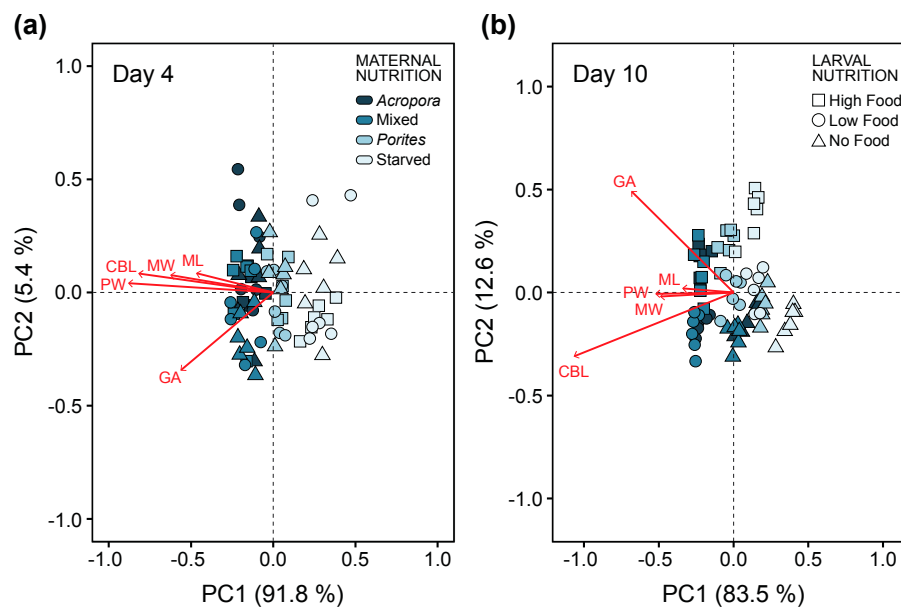 (a)
Day 4
MATERNAL
NUTRITION
Acropora
Mixed
Porites
Starved
1.0
0.5
0.0
-0.5
-1.0
PC2 (5.4 %)
CBL
MW
ML
PW
GA
-1.0
-0.5
0.0
0.5
1.0
PC1 (91.8 %)
(b)
Day 10
LARVAL
NUTRITION
High Food
Low Food
No Food
1.0
0.5
0.0
-0.5
-1.0
PC2 (12.6 %)
GA
ML
PW
MW
CBL
-1.0
-0.5
0.0
0.5
1.0
PC1 (83.5 %)